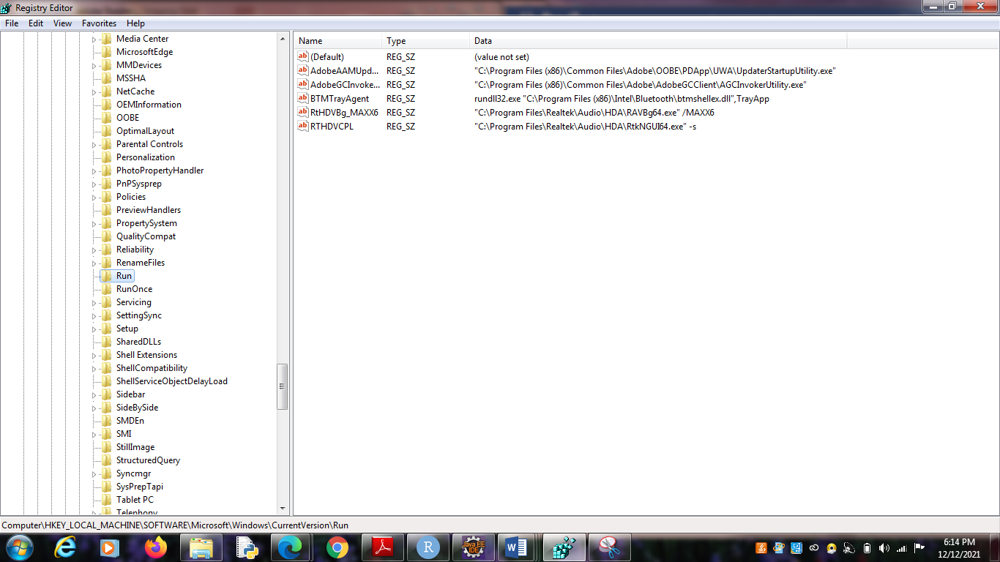 Registry Editor
File Edit View Favorites Help
Media Center
MicrosoftEdge
MMDevices
MSSHA
NetCache
OEMInformation
OOBE
OptimalLayout
Parental Controls
Personalization
PhotoPropertyHandler
PnPSysprep
Policies
PreviewHandlers
PropertySystem
QualityCompat
Reliability
RenameFiles
Run
RunOnce
Servicing
SettingSync
Setup
SharedDLLs
Shell Extensions
ShellCompatibility
ShellServiceObjectDelayLoad
Sidebar
SideBySide
SMDEn
SMI
StillImage
StructuredQuery
Syncmgr
SysPrepTapi
Tablet PC
Telephony
Name Type Data
ab (Default) REG_SZ (value not set)
ab AdobeAAMUpd... REG_SZ "C:\Program Files (x86)\Common Files\Adobe\OOBE\PDApp\UWA\UpdaterStartupUtility.exe"
ab AdobeGCInvoke... REG_SZ "C:\Program Files (x86)\Common Files\Adobe\AdobeGCClient\AGCInvokerUtility.exe"
ab BTMTrayAgent REG_SZ rundll32.exe "C:\Program Files (x86)\Intel\Bluetooth\btmshellex.dll",TrayApp
ab RtHDVBg_MAXX6 REG_SZ "C:\Program Files\Realtek\Audio\HDA\RAVBg64.exe" /MAXX6
ab RTHDVCPL REG_SZ "C:\Program Files\Realtek\Audio\HDA\RtkNGUI64.exe" -s
Computer\HKEY_LOCAL_MACHINE\SOFTWARE\Microsoft\Windows\CurrentVersion\Run
R
Java EE
IDE
W
6:14 PM
12/12/2021